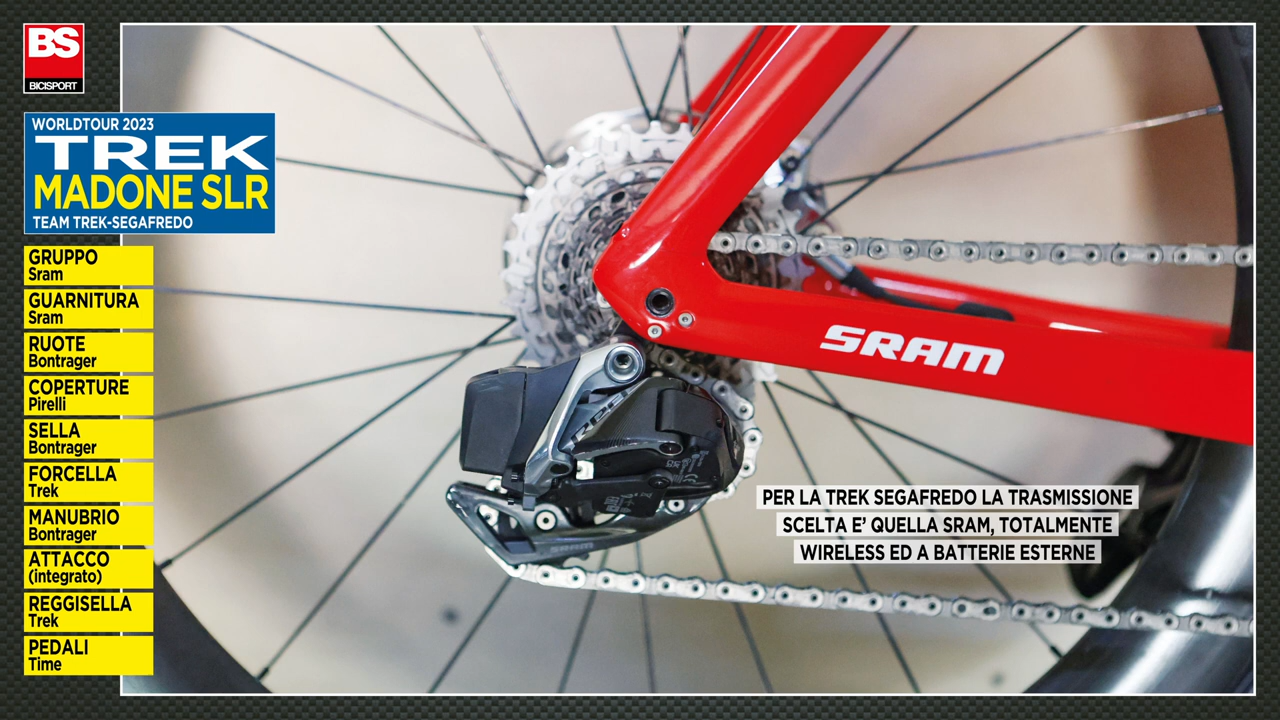 BS
BICISPORT
WORLDTOUR 2023
TREK
MADONE SLR
TEAM TREK-SEGAFREDO
GRUPPO
Sram
GUARNITURA
Sram
RUOTE
Bontrager
COPERTURE
Pirelli
SELLA
Bontrager
FORCELLA
Trek
MANUBRIO
Bontrager
ATTACCO
(integrato)
REGGISELLA
Trek
PEDALI
Time
SRAM
RED
SRAM
PER LA TREK SEGAFREDO LA TRASMISSIONE
SCELTA E’ QUELLA SRAM, TOTALMENTE
WIRELESS ED A BATTERIE ESTERNE